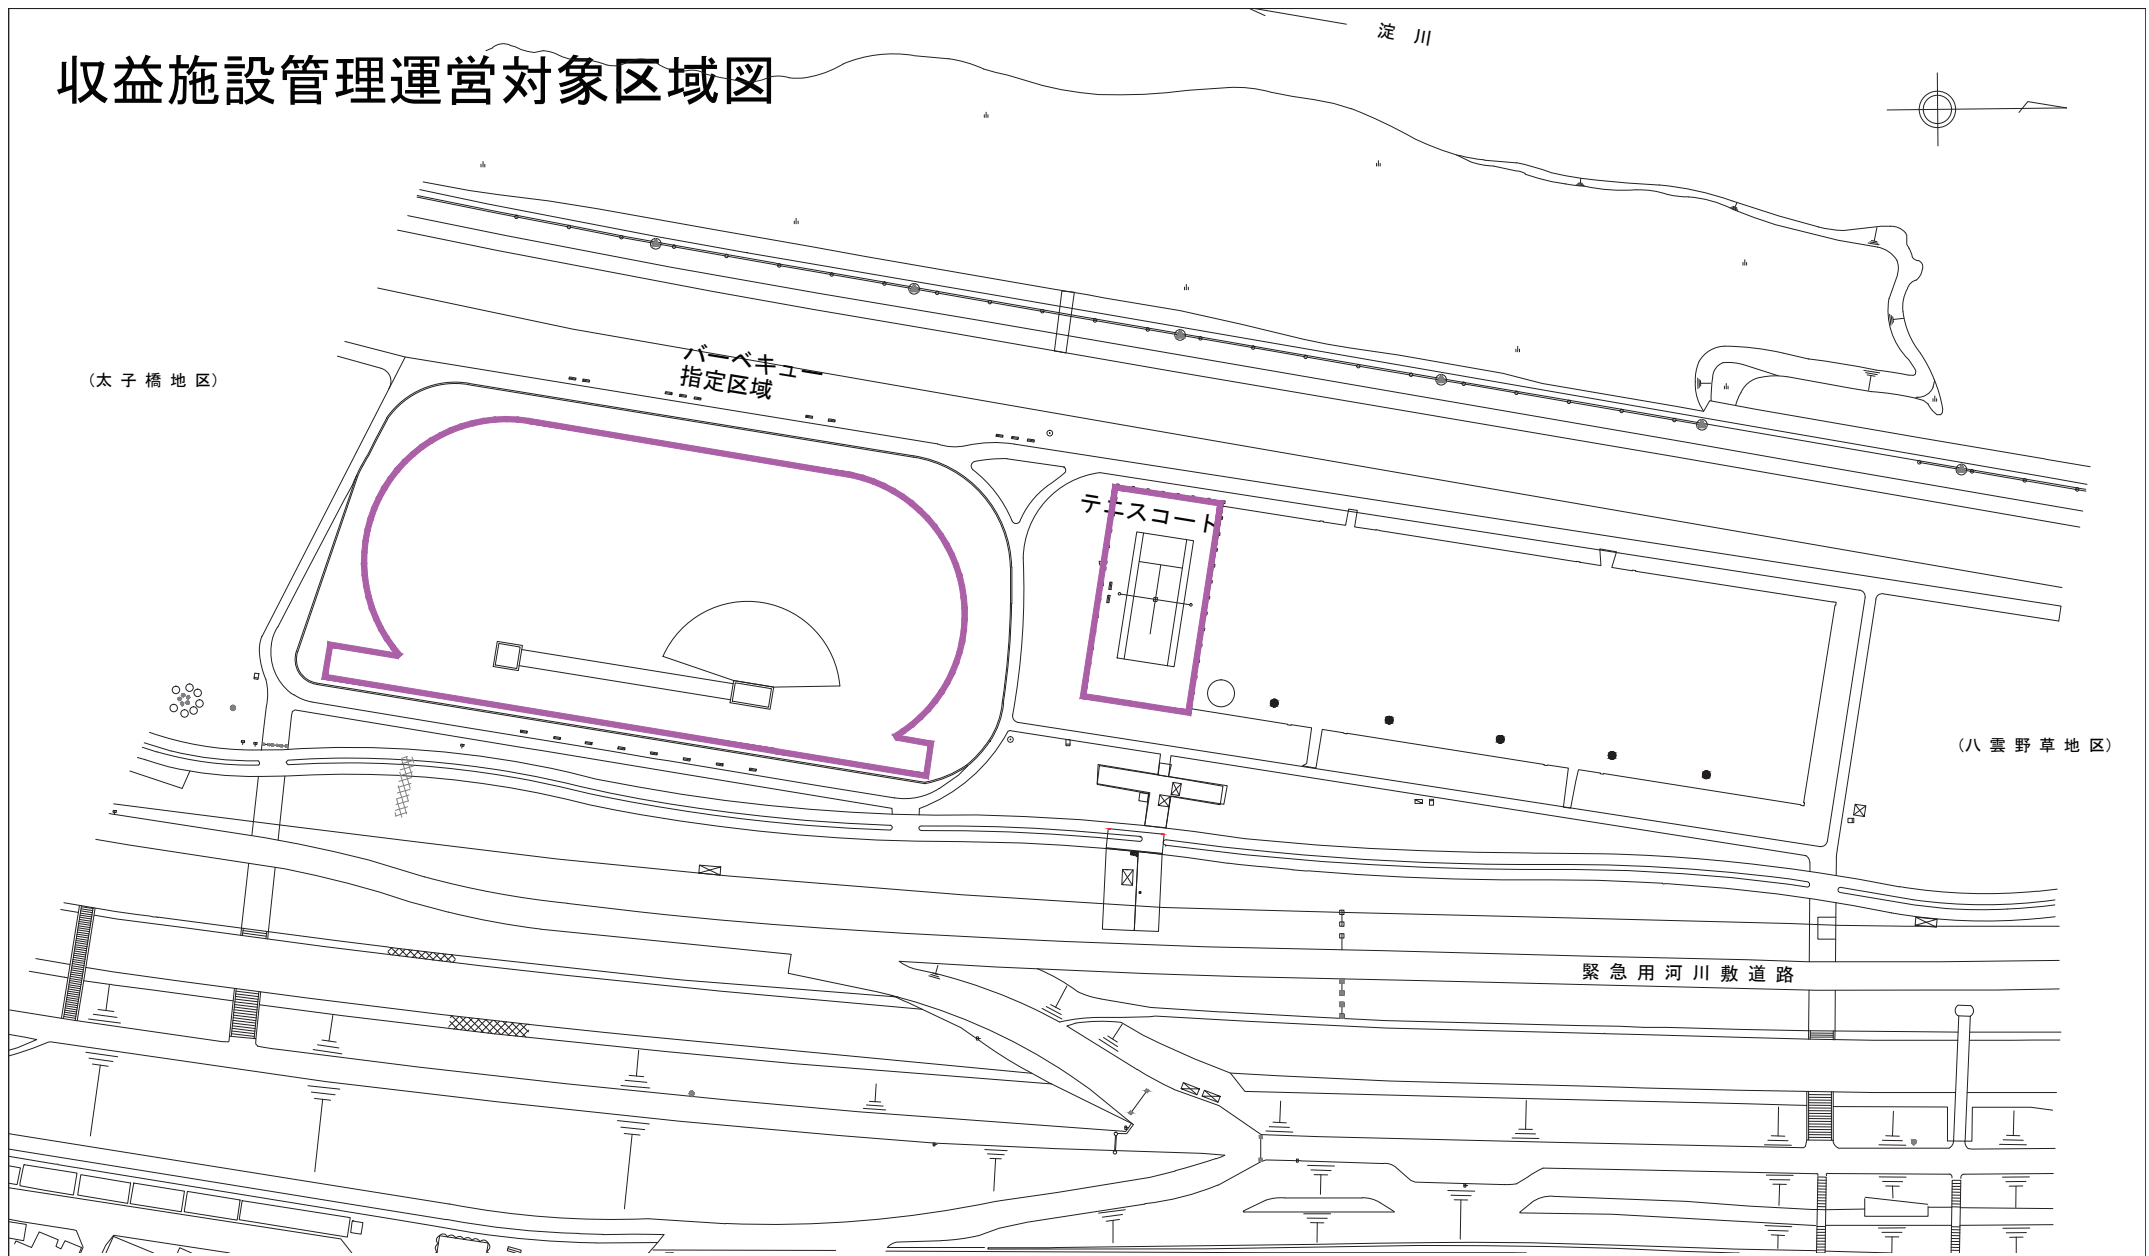 淀川
収益施設管理運営対象区域図
バーベキュー
指定区域
（太子橋地区）
テニスコート
（八雲野草地区）
緊急用河川敷道路